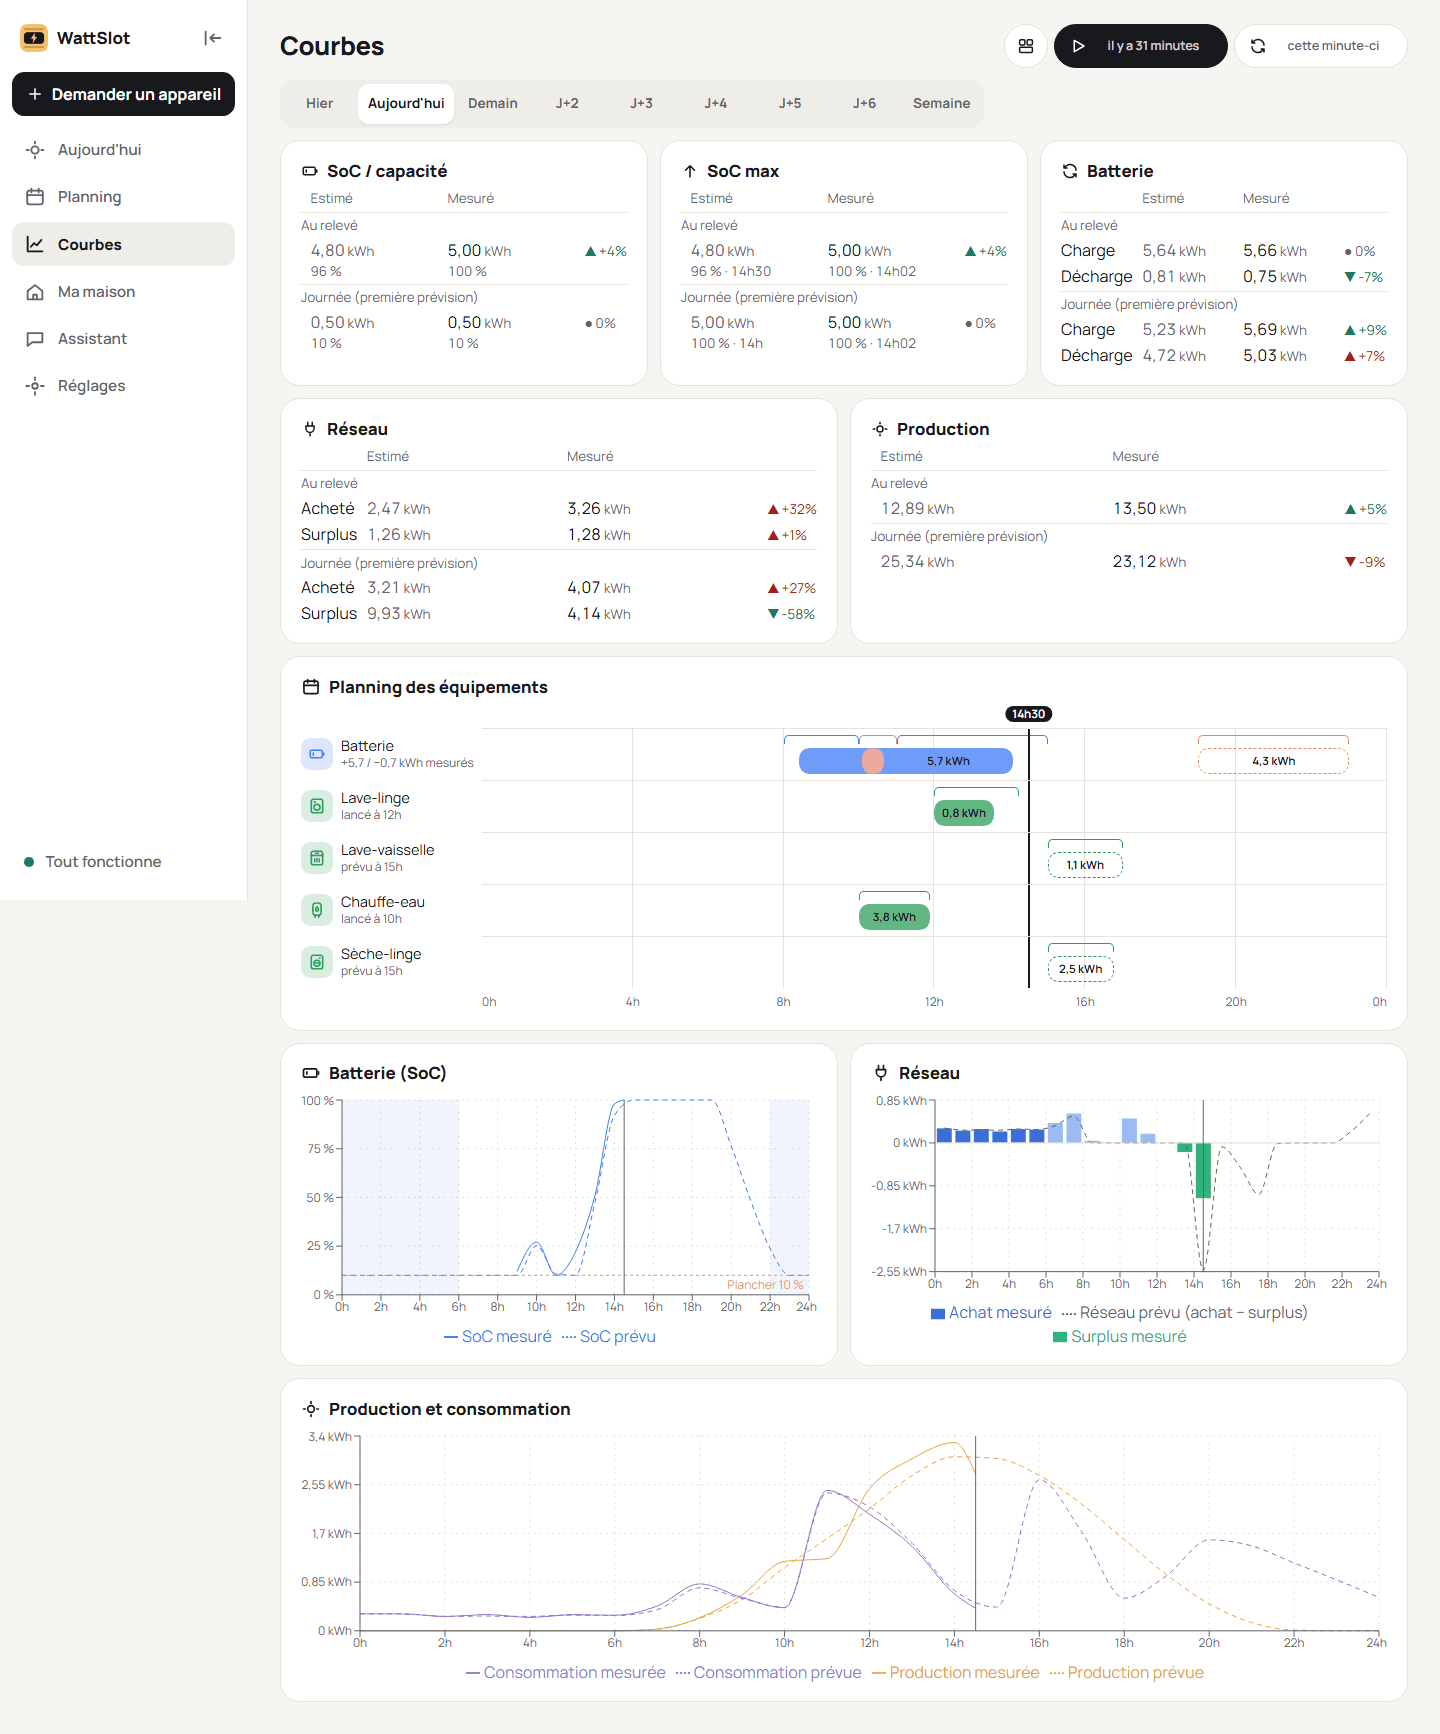 WattSlot
Demander un appareil
Aujourd'hui
Planning
Courbes
Ma maison
Assistant
Réglages
Tout fonctionne
Courbes
il y a 31 minutes
cette minute-ci
Hier Aujourd'hui Demain J+2 J+3 J+4 J+5 J+6 Semaine
SoC / capacité
Estimé Mesuré
Au relevé
4,80 kWh 5,00 kWh ▲ +4%
96 % 100 %
Journée (première prévision)
0,50 kWh 0,50 kWh ● 0%
10 % 10 %
SoC max
Estimé Mesuré
Au relevé
4,80 kWh 5,00 kWh ▲ +4%
96 % · 14h30 100 % · 14h02
Journée (première prévision)
5,00 kWh 5,00 kWh ● 0%
100 % · 14h 100 % · 14h02
Batterie
Estimé Mesuré
Au relevé
Charge 5,64 kWh 5,66 kWh ● 0%
Décharge 0,81 kWh 0,75 kWh ▼ -7%
Journée (première prévision)
Charge 5,23 kWh 5,69 kWh ▲ +9%
Décharge 4,72 kWh 5,03 kWh ▲ +7%
Réseau
Estimé Mesuré
Au relevé
Acheté 2,47 kWh 3,26 kWh ▲ +32%
Surplus 1,26 kWh 1,28 kWh ▲ +1%
Journée (première prévision)
Acheté 3,21 kWh 4,07 kWh ▲ +27%
Surplus 9,93 kWh 4,14 kWh ▼ -58%
Production
Estimé Mesuré
Au relevé
12,89 kWh 13,50 kWh ▲ +5%
Journée (première prévision)
25,34 kWh 23,12 kWh ▼ -9%
Planning des équipements
14h30
Batterie
+5,7 / −0,7 kWh mesurés
5,7 kWh 4,3 kWh
Lave-linge
lancé à 12h
0,8 kWh
Lave-vaisselle
prévu à 15h
1,1 kWh
Chauffe-eau
lancé à 10h
3,8 kWh
Sèche-linge
prévu à 15h
2,5 kWh
0h 4h 8h 12h 16h 20h 0h
Batterie (SoC)
100 %
75 %
50 %
25 %
0 %
Plancher 10 %
0h 2h 4h 6h 8h 10h 12h 14h 16h 18h 20h 22h 24h
SoC mesuré SoC prévu
Réseau
0,85 kWh
0 kWh
-0,85 kWh
-1,7 kWh
-2,55 kWh
0h 2h 4h 6h 8h 10h 12h 14h 16h 18h 20h 22h 24h
Achat mesuré Réseau prévu (achat − surplus)
Surplus mesuré
Production et consommation
3,4 kWh
2,55 kWh
1,7 kWh
0,85 kWh
0 kWh
0h 2h 4h 6h 8h 10h 12h 14h 16h 18h 20h 22h 24h
Consommation mesurée Consommation prévue Production mesurée Production prévue